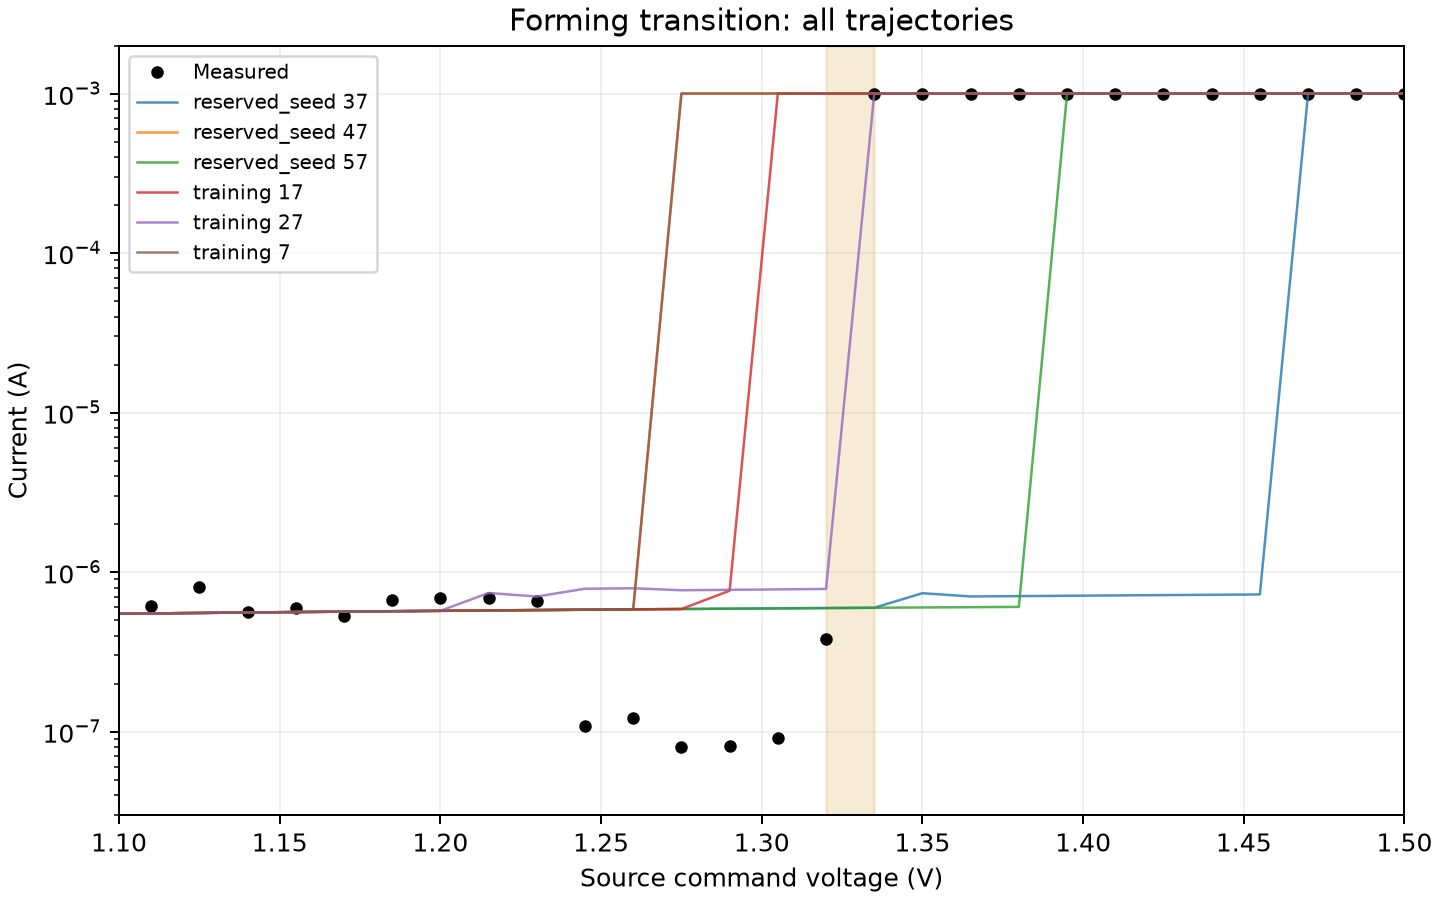 Forming transition: all trajectories
Measured
reserved_seed 37
reserved_seed 47
reserved_seed 57
training 17
training 27
training 7
10⁻³
10⁻⁴
10⁻⁵
10⁻⁶
10⁻⁷
Current (A)
1.10 1.15 1.20 1.25 1.30 1.35 1.40 1.45 1.50
Source command voltage (V)